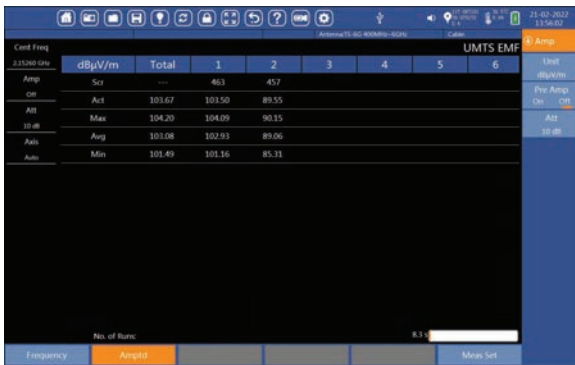 21-02-2022
13:56:02
Antenna:TS-6G 400MHz--6GHz
Cable:
Amp
Cent Freq
2.15260 GHz
UMTS EMF
dBμV/m Total 1 2 3 4 5 6
Unit
dBμV/m
Scr --- 463 457
Amp
Off
Pre Amp
On Off
Act 103.67 103.50 89.55
Max 104.20 104.09 90.15
Att
10 dB
Att
10 dB
Avg 103.08 102.93 89.06
Min 101.49 101.16 85.31
Axis
Auto
No. of Runs: 8.3 s
Frequency Amptd Meas Set